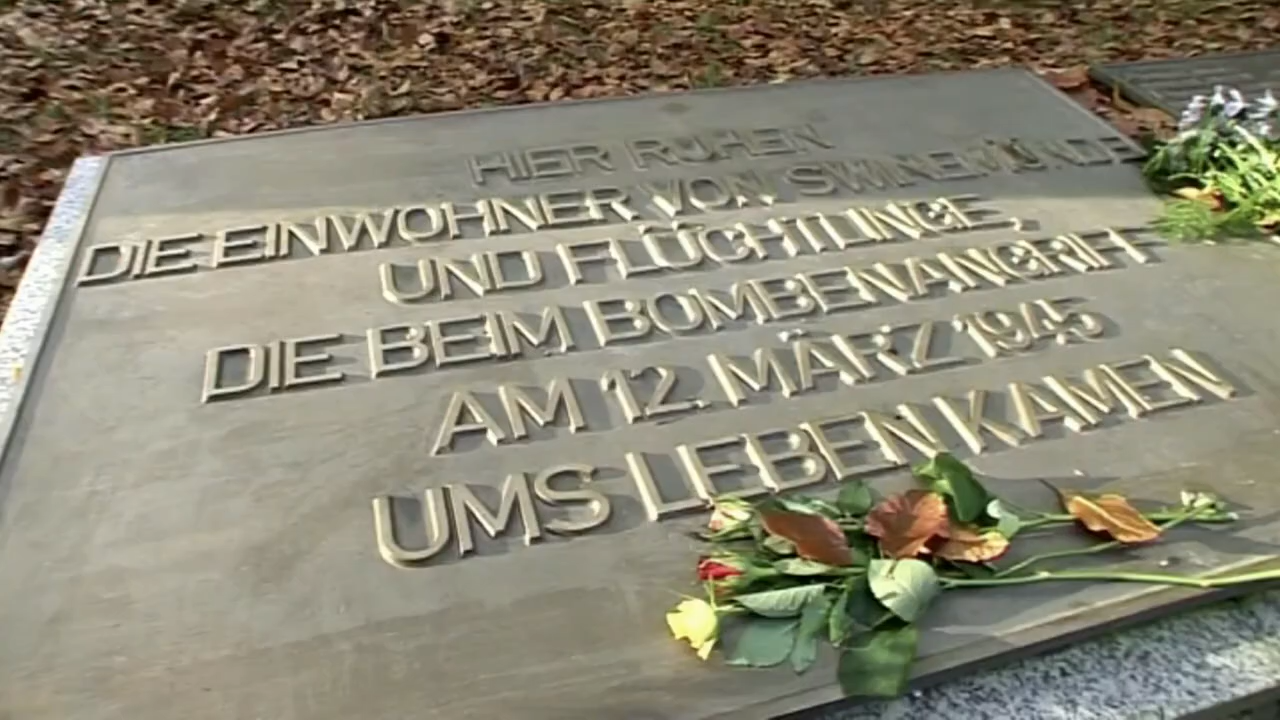 HIER RUHEN
DIE EINWOHNER VON SWINEMÜNDE
UND FLÜCHTLINGE,
DIE BEIM BOMBENANGRIFF
AM 12. MÄRZ 1945
UMS LEBEN KAMEN